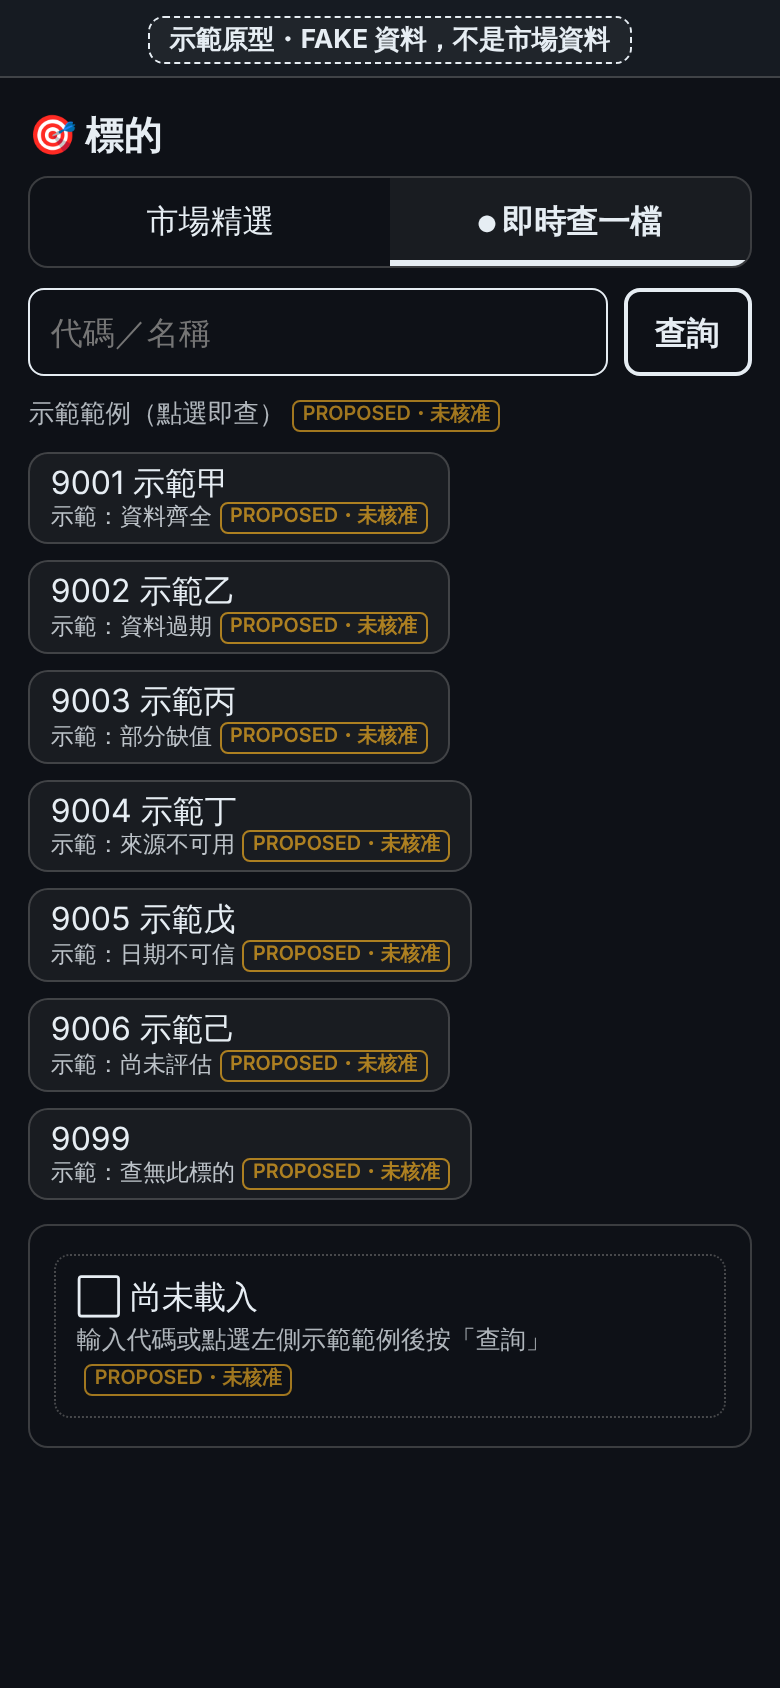 示範原型・FAKE 資料，不是市場資料
🎯 標的
市場精選
●即時查一檔
代碼／名稱
查詢
示範範例（點選即查） PROPOSED・未核准
9001 示範甲
示範：資料齊全 PROPOSED・未核准
9002 示範乙
示範：資料過期 PROPOSED・未核准
9003 示範丙
示範：部分缺值 PROPOSED・未核准
9004 示範丁
示範：來源不可用 PROPOSED・未核准
9005 示範戊
示範：日期不可信 PROPOSED・未核准
9006 示範己
示範：尚未評估 PROPOSED・未核准
9099
示範：查無此標的 PROPOSED・未核准
尚未載入
輸入代碼或點選左側示範範例後按「查詢」
PROPOSED・未核准